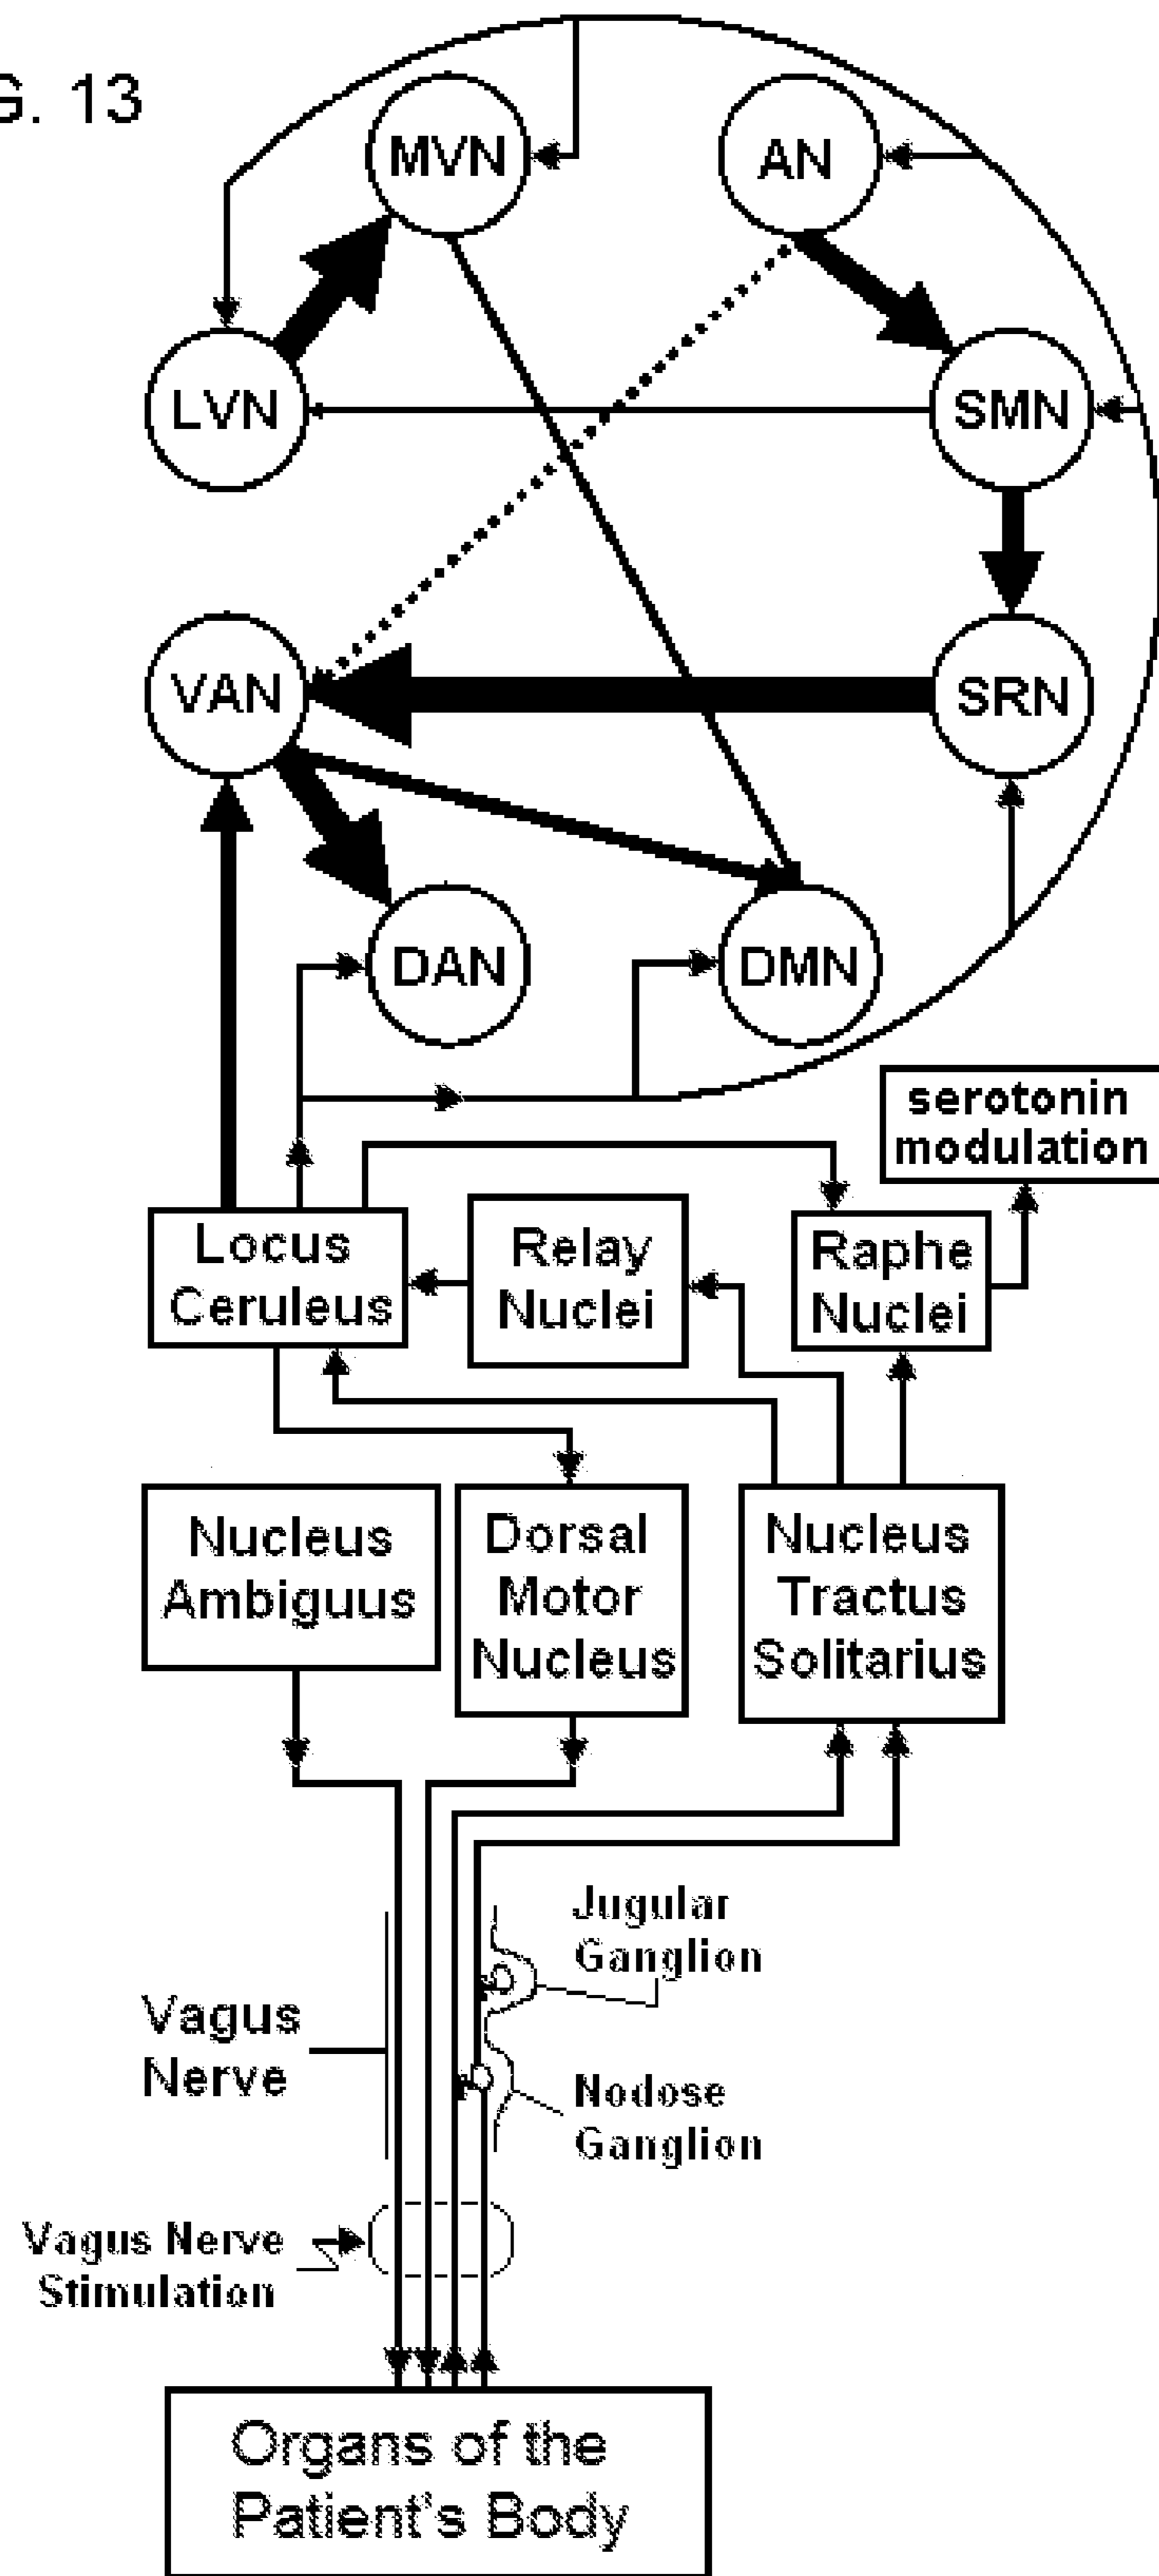 G. 13
MVN
AN
LVN
SMN
VAN
SRN
DAN
DMN
serotonin
modulation
Locus
Ceruleus
Relay
Nuclei
Raphe
Nuclei
Nucleus
Ambiguus
Dorsal
Motor
Nucleus
Nucleus
Tractus
Solitarius
Jugular
Ganglion
Vagus
Nerve
Nodose
Ganglion
Vagus Nerve
Stimulation
Organs of the
Patient's Body